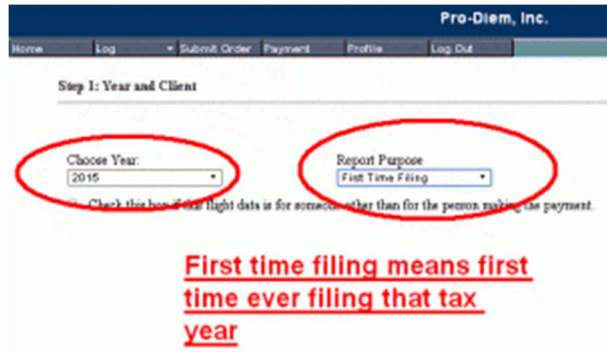 Pro-Diem, Inc.
Home Log Submit Order Payment Profile Log Out
Step 1: Year and Client
Choose Year: Report Purpose
2015 First Time Filing
Check this box if this flight data is for someone other than for the person making the payment.
First time filing means first
time ever filing that tax
year